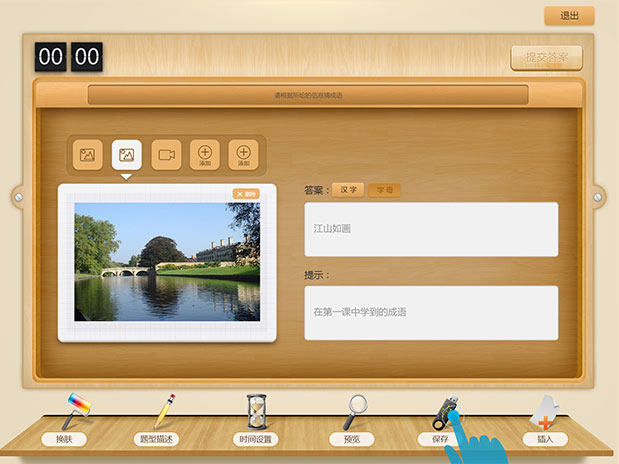 退出
00 00
提交答案
请根据所给的信息猜成语
添加
添加
删除
答案：
汉字
字母
江山如画
提示：
在第一课中学到的成语
换肤
题型描述
时间设置
预览
保存
插入